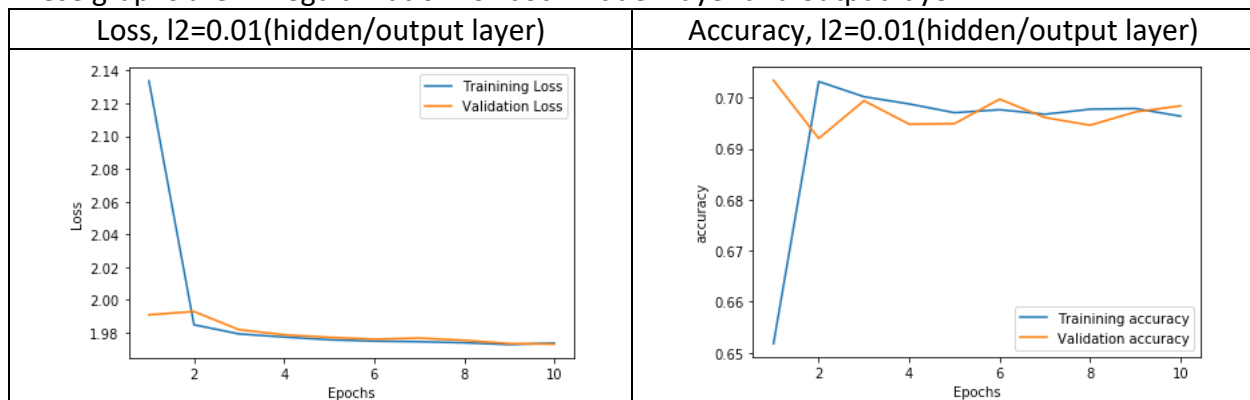 Loss, l2=0.01(hidden/output layer)
Accuracy, l2=0.01(hidden/output layer)
2.14
2.12
2.10
2.08
2.06
2.04
2.02
2.00
1.98
Loss
Trainining Loss
Validation Loss
2
4
6
8
10
Epochs
0.70
0.69
0.68
0.67
0.66
0.65
accuracy
Trainining accuracy
Validation accuracy
2
4
6
8
10
Epochs